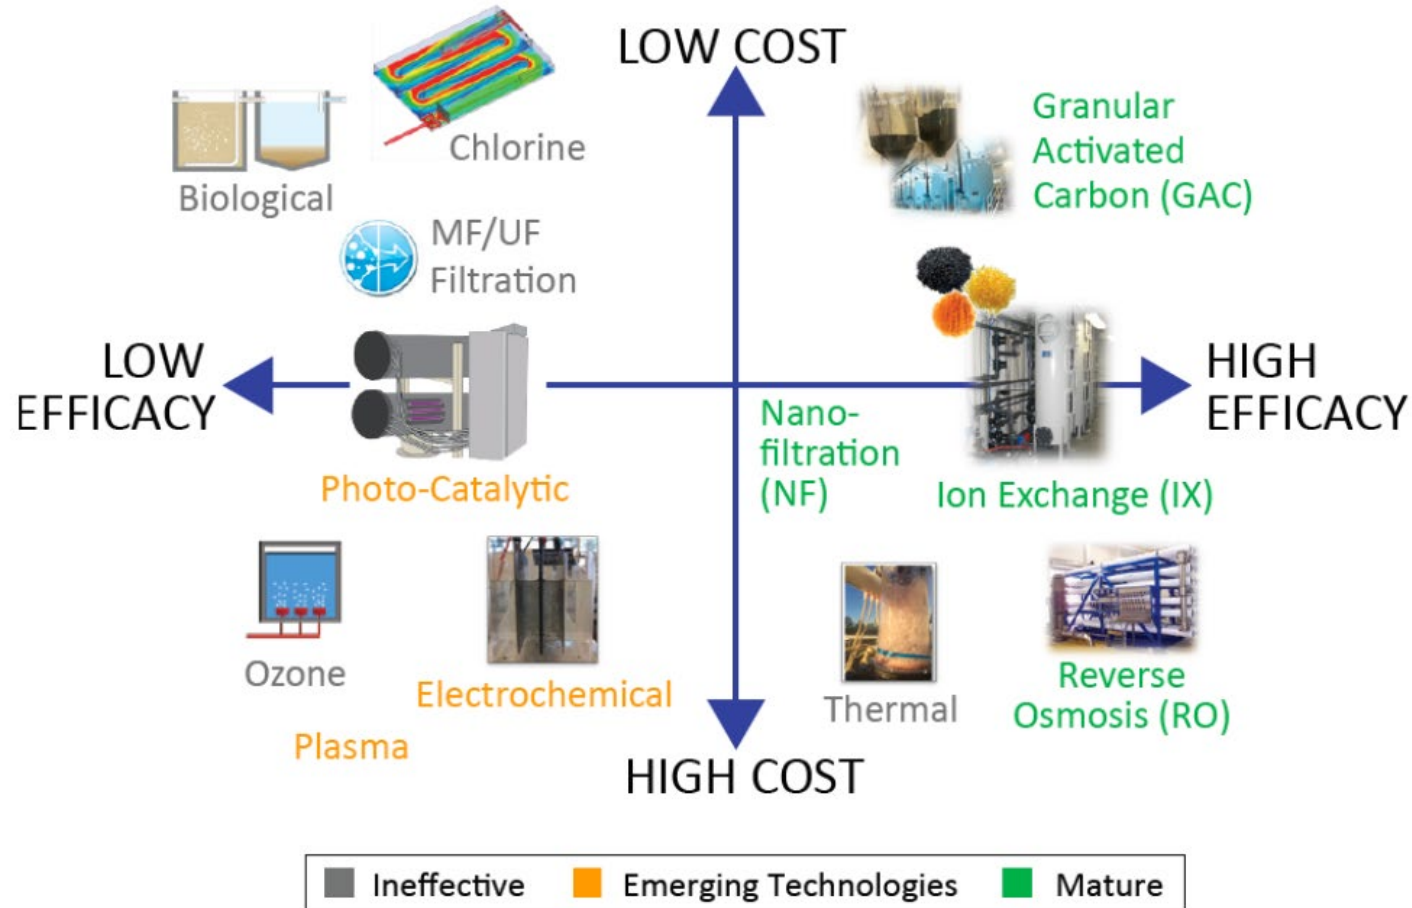 LOW COST
Chlorine
Biological
MF/UF
Filtration
Granular
Activated
Carbon (GAC)
LOW
EFFICACY
HIGH
EFFICACY
Photo-Catalytic
Nano-
filtration
(NF)
Ion Exchange (IX)
Ozone
Electrochemical
Plasma
Thermal
Reverse
Osmosis (RO)
HIGH COST
Ineffective
Emerging Technologies
Mature